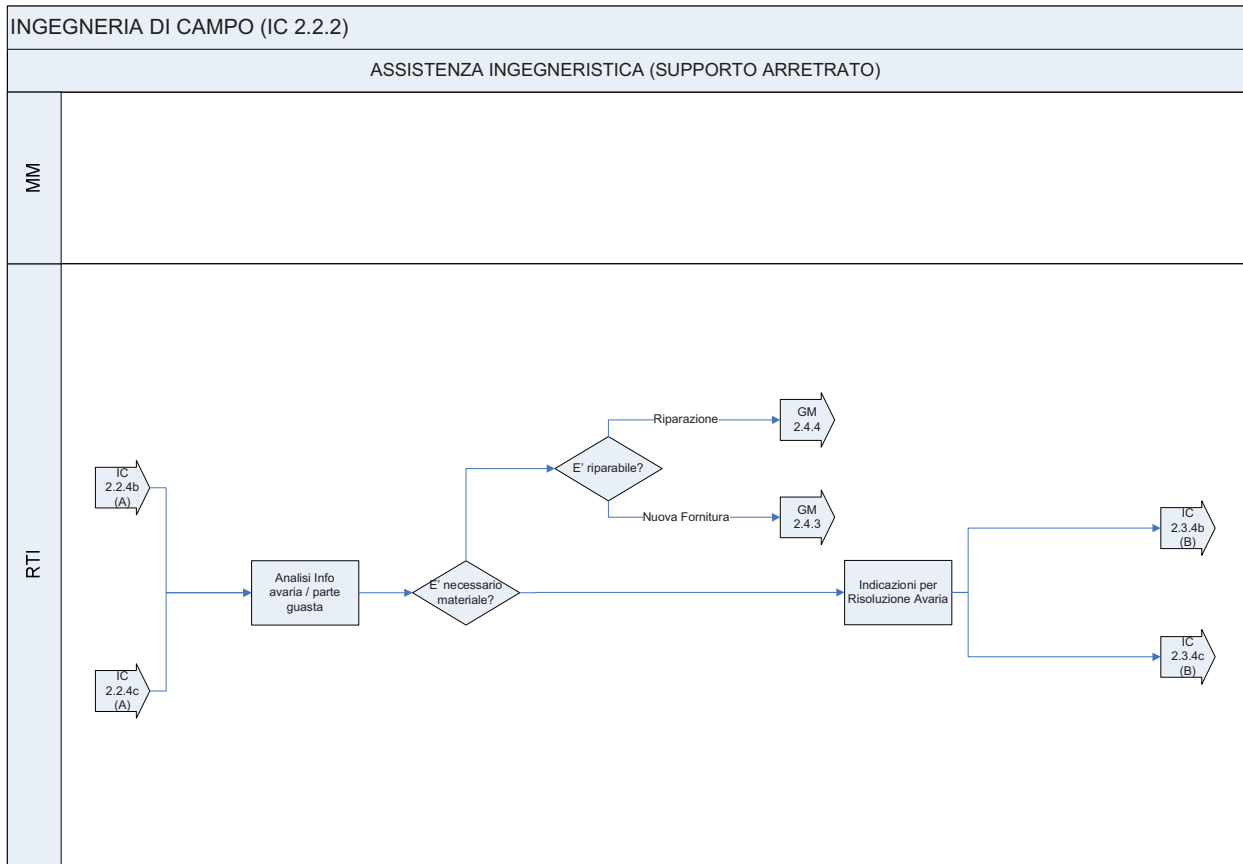 INGEGNERIA DI CAMPO (IC 2.2.2)
ASSISTENZA INGEGNERISTICA (SUPPORTO ARRETRATO)
MM
RTI
IC
2.2.4b
(A)
IC
2.2.4c
(A)
Analisi Info
avaria / parte
guasta
E' necessario
materiale?
E' riparabile?
Riparazione
GM
2.4.4
Nuova Fornitura
GM
2.4.3
Indicazioni per
Risoluzione Avaria
IC
2.3.4b
(B)
IC
2.3.4c
(B)